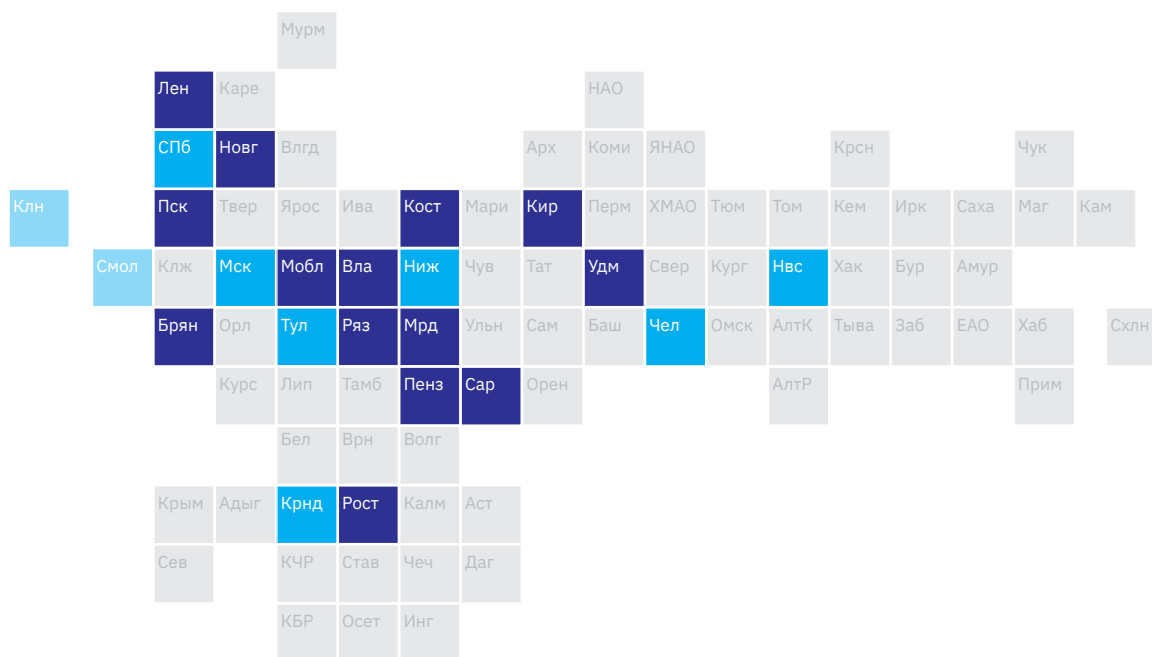 Мурм
Лен Каре НАО
СПб Новг Влгд Арх Коми ЯНАО Крсн Чук
Клн Пск Твер Ярос Ива Кост Мари Кир Перм ХМАО Тюм Том Кем Ирк Саха Маг Кам
Смол Клж Мск Мобл Вла Ниж Чув Тат Удм Свер Кург Нвс Хак Бур Амур
Брян Орл Тул Ряз Мрд Ульн Сам Баш Чел Омск АлтК Тыва Заб ЕАО Хаб Схлн
Курс Лип Тамб Пенз Сар Орен АлтР Прим
Бел Врн Волг
Крым Адыг Крнд Рост Калм Аст
Сев КЧР Став Чеч Даг
КБР Осет Инг